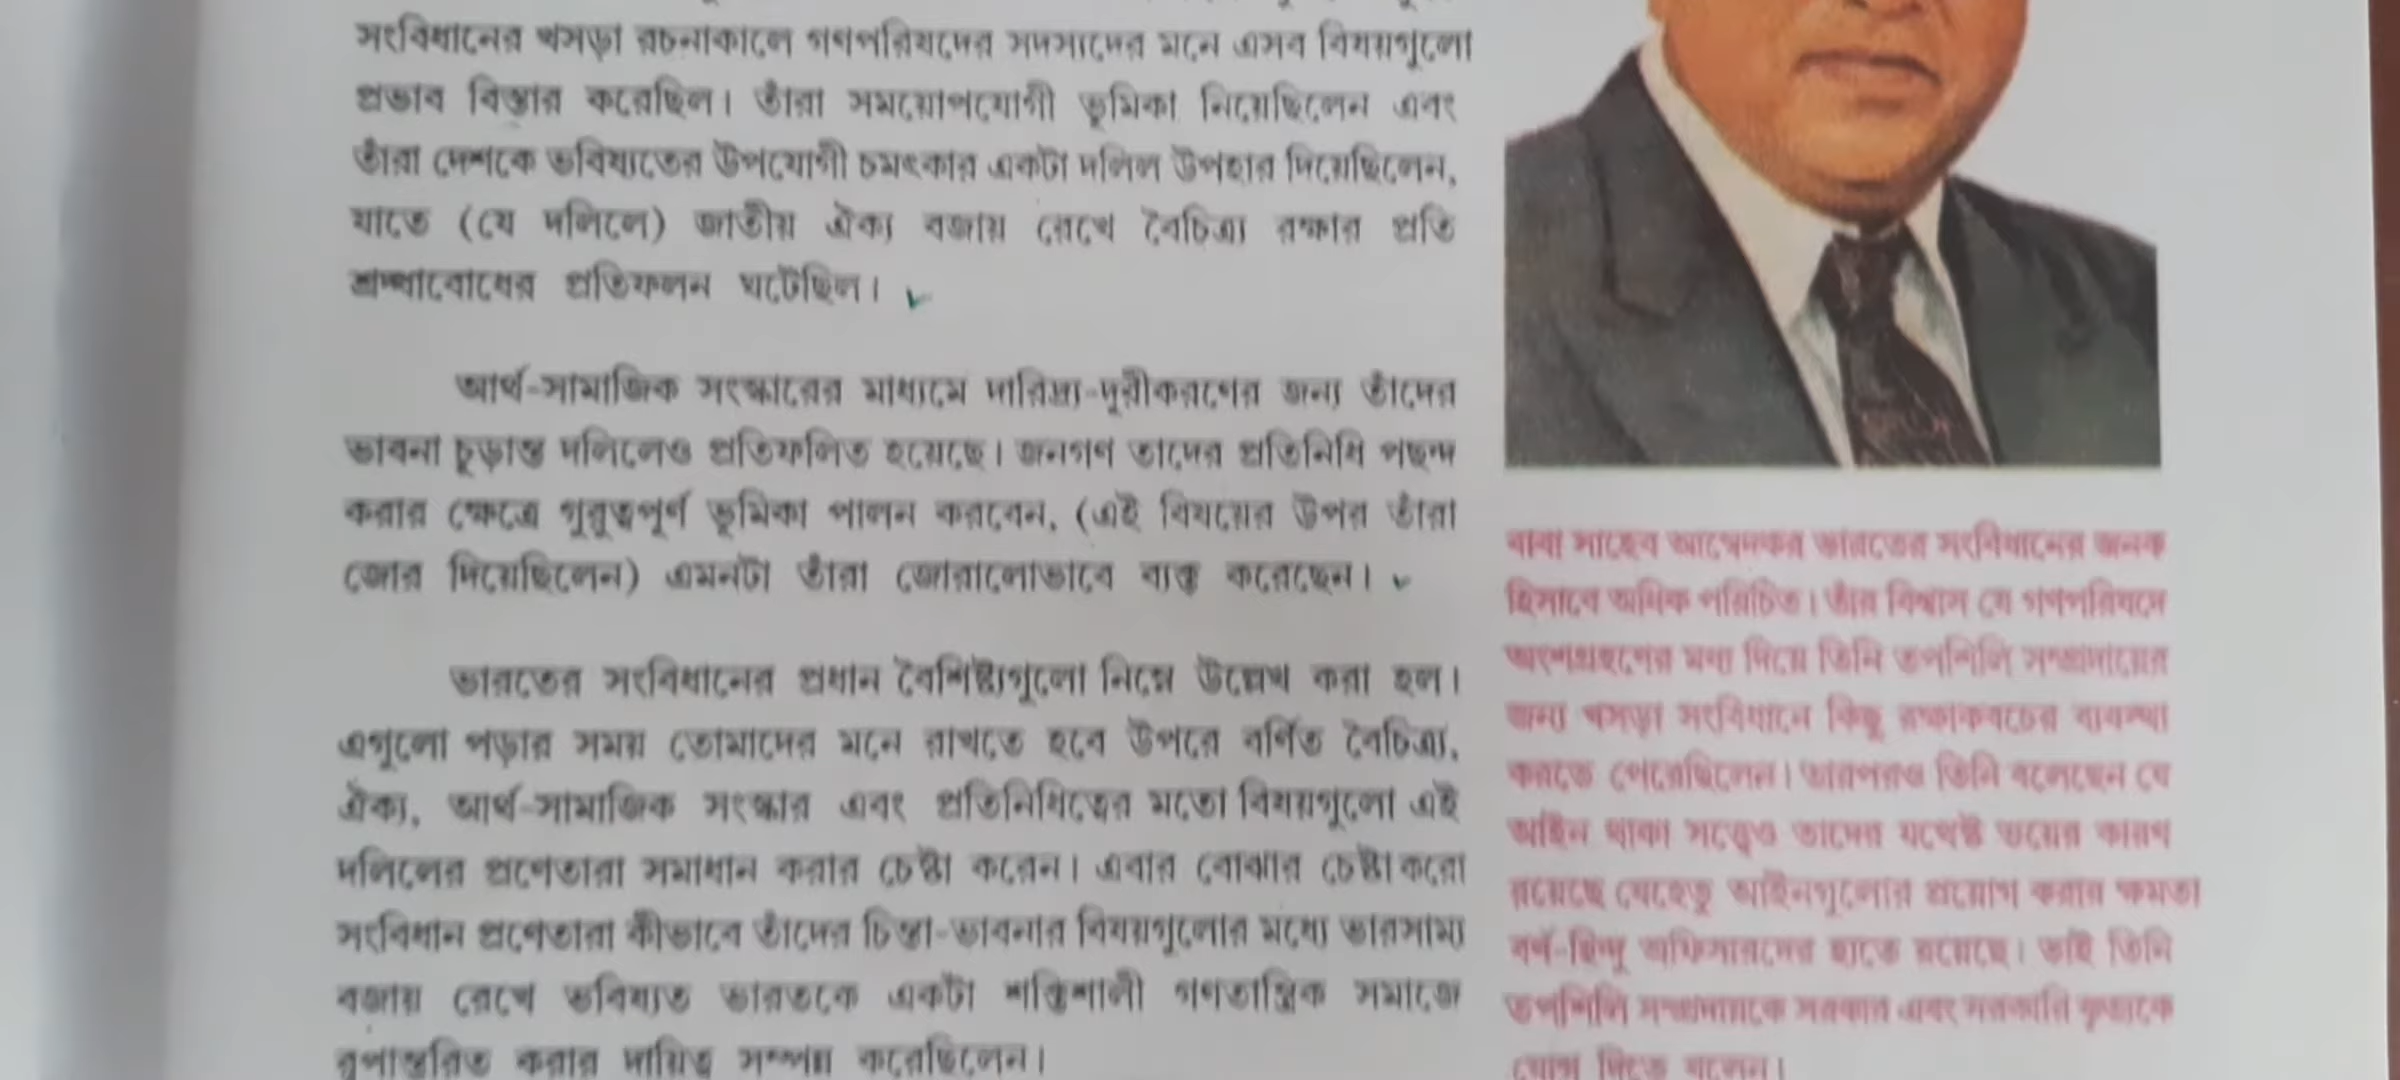 সংবিধানের খসড়া রচনাকালে গণপরিষদের সদস্যদের মনে এসব বিষয়গুলো
প্রভাব বিস্তার করেছিল। তাঁরা সময়োপযোগী ভূমিকা নিয়েছিলেন এবং
তাঁরা দেশকে ভবিষ্যতের উপযোগী চমৎকার একটা দলিল উপহার দিয়েছিলেন,
যাতে (যে দলিলে) জাতীয় ঐক্য বজায় রেখে বৈচিত্র্য রক্ষার প্রতি
শ্রদ্ধাবোধের প্রতিফলন ঘটেছিল।
আর্থ-সামাজিক সংস্কারের মাধ্যমে দারিদ্র্য-দূরীকরণের জন্য তাঁদের
ভাবনা চূড়ান্ত দলিলেও প্রতিফলিত হয়েছে। জনগণ তাদের প্রতিনিধি পছন্দ
করার ক্ষেত্রে গুরুত্বপূর্ণ ভূমিকা পালন করবেন, (এই বিষয়ের উপর তাঁরা
জোর দিয়েছিলেন) এমনটা তাঁরা জোরালোভাবে ব্যক্ত করেছেন।
ভারতের সংবিধানের প্রধান বৈশিষ্ট্যগুলো নিম্নে উল্লেখ করা হল।
এগুলো পড়ার সময় তোমাদের মনে রাখতে হবে উপরে বর্ণিত বৈচিত্র্য,
ঐক্য, আর্থ-সামাজিক সংস্কার এবং প্রতিনিধিত্বের মতো বিষয়গুলো এই
দলিলের প্রণেতারা সমাধান করার চেষ্টা করেন। এবার বোঝার চেষ্টা করো
সংবিধান প্রণেতারা কীভাবে তাঁদের চিন্তা-ভাবনার বিষয়গুলোর মধ্যে ভারসাম্য
বজায় রেখে ভবিষ্যত ভারতকে একটা শক্তিশালী গণতান্ত্রিক সমাজে
রূপান্তরিত করার দায়িত্ব সম্পন্ন করেছিলেন।
বাবা সাহেব আম্বেদকর ভারতের সংবিধানের জনক
হিসাবে অধিক পরিচিত। তাঁর বিশ্বাস যে গণপরিষদে
অংশগ্রহণের মধ্য দিয়ে তিনি তপশিলি সম্প্রদায়ের
জন্য খসড়া সংবিধানে কিছু রক্ষাকবচের ব্যবস্থা
করতে পেরেছিলেন। তারপরও তিনি বলেছেন যে
আইন থাকা সত্ত্বেও তাদের যথেষ্ট ভয়ের কারণ
রয়েছে যেহেতু আইনগুলোর প্রয়োগ করার ক্ষমতা
বর্ণ-হিন্দু অফিসারদের হাতে রয়েছে। তাই তিনি
তপশিলি সম্প্রদায়কে সরকার এবং সরকারি কৃত্যকে
যোগ দিতে বলেন।